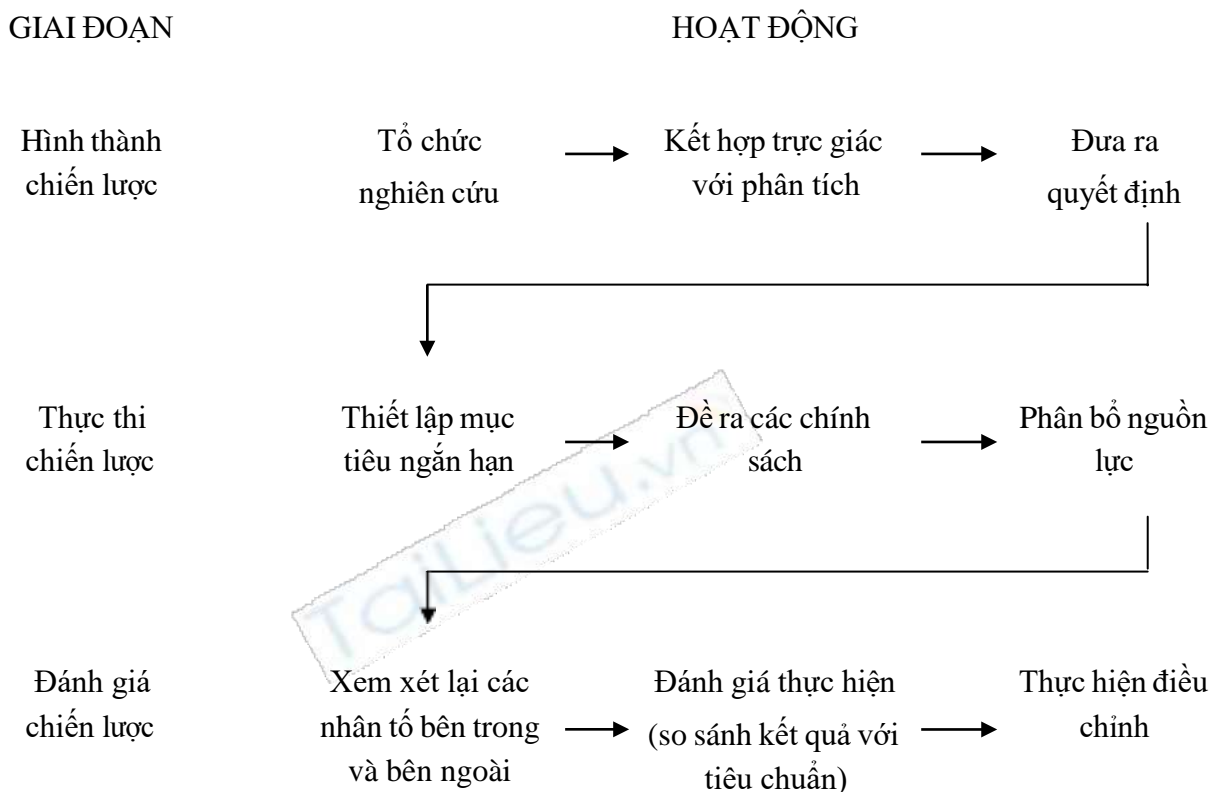 GIAI ĐOẠN
HOẠT ĐỘNG
Hình thành
chiến lược
Tổ chức
nghiên cứu
Kết hợp trực giác
với phân tích
Đưa ra
quyết định
Thực thi
chiến lược
Thiết lập mục
tiêu ngắn hạn
Đề ra các chính
sách
Phân bổ nguồn
lực
TaiLieu.vn
Đánh giá
chiến lược
Xem xét lại các
nhân tố bên trong
và bên ngoài
Đánh giá thực hiện
(so sánh kết quả với
tiêu chuẩn)
Thực hiện điều
chỉnh